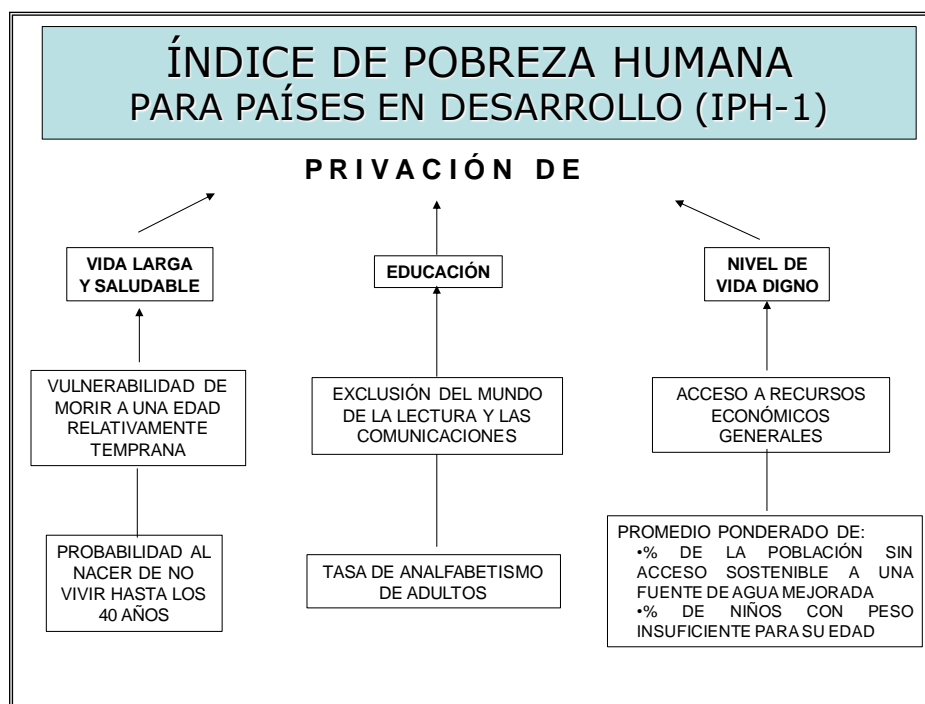 ÍNDICE DE POBREZA HUMANA
PARA PAÍSES EN DESARROLLO (IPH-1)
PRIVACIÓN DE
VIDA LARGA
Y SALUDABLE
EDUCACIÓN
NIVEL DE
VIDA DIGNO
VULNERABILIDAD DE
MORIR A UNA EDAD
RELATIVAMENTE
TEMPRANA
EXCLUSIÓN DEL MUNDO
DE LA LECTURA Y LAS
COMUNICACIONES
ACCESO A RECURSOS
ECONÓMICOS
GENERALES
PROBABILIDAD AL
NACER DE NO
VIVIR HASTA LOS
40 AÑOS
TASA DE ANALFABETISMO
DE ADULTOS
PROMEDIO PONDERADO DE:
•% DE LA POBLACIÓN SIN
ACCESO SOSTENIBLE A UNA
FUENTE DE AGUA MEJORADA
•% DE NIÑOS CON PESO
INSUFICIENTE PARA SU EDAD